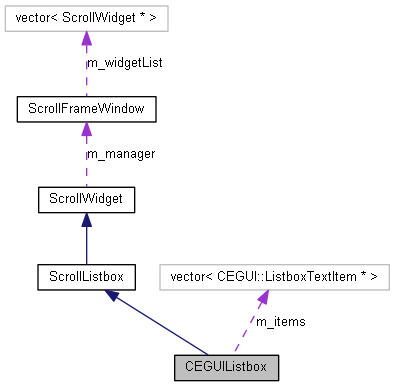 vector< ScrollWidget * >
m_widgetList
ScrollFrameWindow
m_manager
ScrollWidget
ScrollListbox
vector< CEGUI::ListboxTextItem * >
m_items
CEGUIListbox